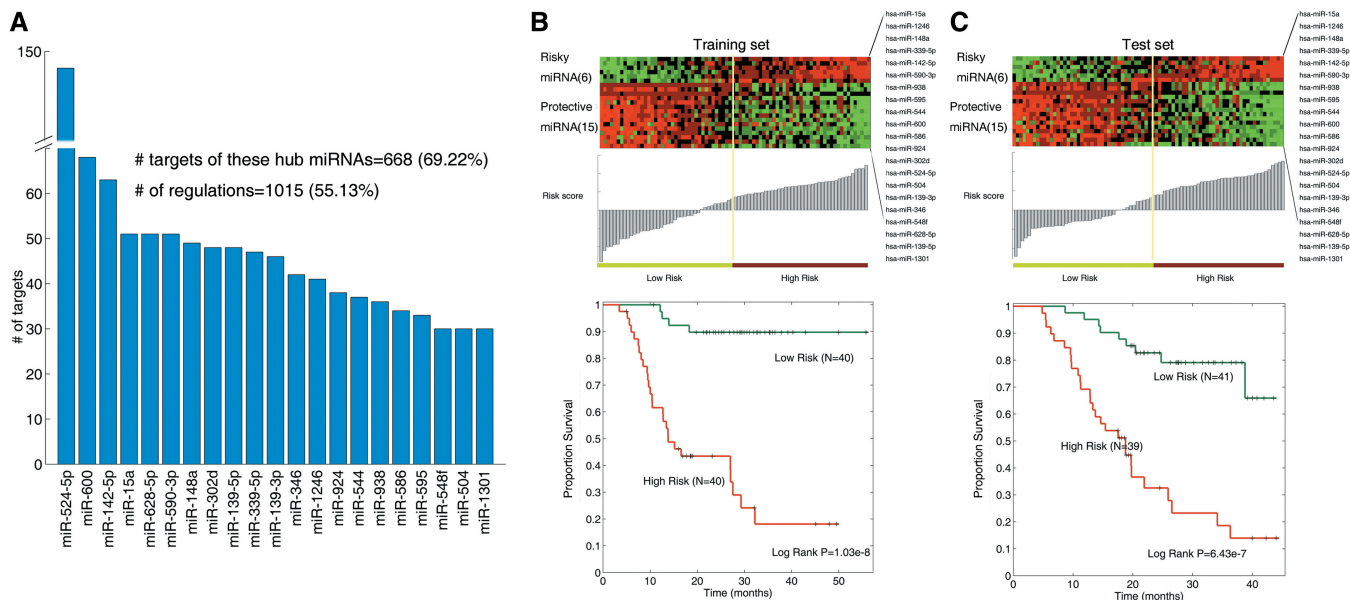 A
150
60
50
40
30
20
10
0
# of targets
# targets of these hub miRNAs=668 (69.22%)
# of regulations=1015 (55.13%)
miR-524-5p
miR-600
miR-142-5p
miR-15a
miR-628-5p
miR-590-3p
miR-148a
miR-302d
miR-139-5p
miR-339-5p
miR-139-3p
miR-346
miR-1246
miR-924
miR-544
miR-938
miR-586
miR-595
miR-548f
miR-504
miR-1301
B
Training set
Risky
miRNA(6)
Protective
miRNA(15)
hsa-miR-15a
hsa-miR-1246
hsa-miR-148a
hsa-miR-339-5p
hsa-miR-142-5p
hsa-miR-590-3p
hsa-miR-938
hsa-miR-595
hsa-miR-544
hsa-miR-600
hsa-miR-586
hsa-miR-924
hsa-miR-302d
hsa-miR-524-5p
hsa-miR-504
hsa-miR-139-3p
hsa-miR-346
hsa-miR-548f
hsa-miR-628-5p
hsa-miR-139-5p
hsa-miR-1301
Risk score
Low Risk
High Risk
1
0.9
0.8
0.7
0.6
0.5
0.4
0.3
0.2
0.1
0
Proportion Survival
Low Risk (N=40)
High Risk (N=40)
Log Rank P=1.03e-8
0
10
20
30
40
50
Time (months)
C
Test set
Risky
miRNA(6)
Protective
miRNA(15)
hsa-miR-15a
hsa-miR-1246
hsa-miR-148a
hsa-miR-339-5p
hsa-miR-142-5p
hsa-miR-590-3p
hsa-miR-938
hsa-miR-595
hsa-miR-544
hsa-miR-600
hsa-miR-586
hsa-miR-924
hsa-miR-302d
hsa-miR-524-5p
hsa-miR-504
hsa-miR-139-3p
hsa-miR-346
hsa-miR-548f
hsa-miR-628-5p
hsa-miR-139-5p
hsa-miR-1301
Risk score
Low Risk
High Risk
1
0.9
0.8
0.7
0.6
0.5
0.4
0.3
0.2
0.1
0
Proportion Survival
Low Risk (N=41)
High Risk (N=39)
Log Rank P=6.43e-7
0
10
20
30
40
Time (months)